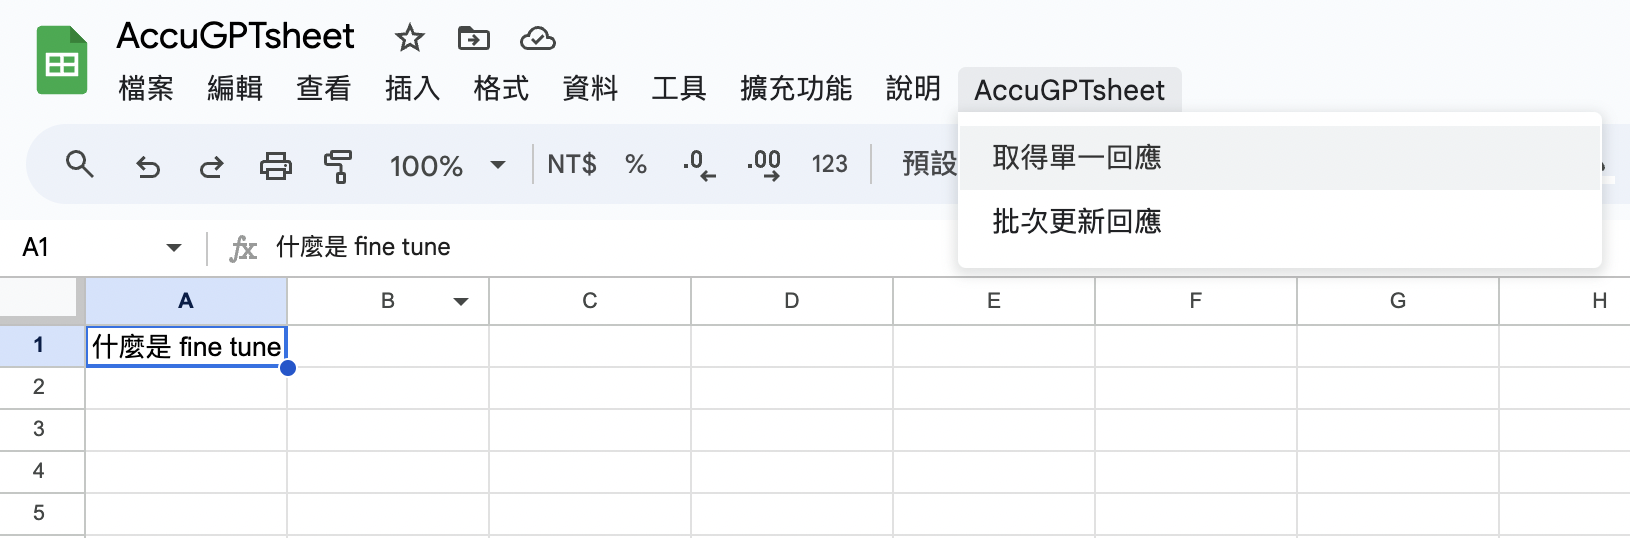 AccuGPTsheet
檔案 編輯 查看 插入 格式 資料 工具 擴充功能 說明 AccuGPTsheet
100% NT$ % .0 .00 123 預設
取得單一回應
批次更新回應
A1 fx 什麼是 fine tune
A B C D E F G H
1 什麼是 fine tune
2
3
4
5